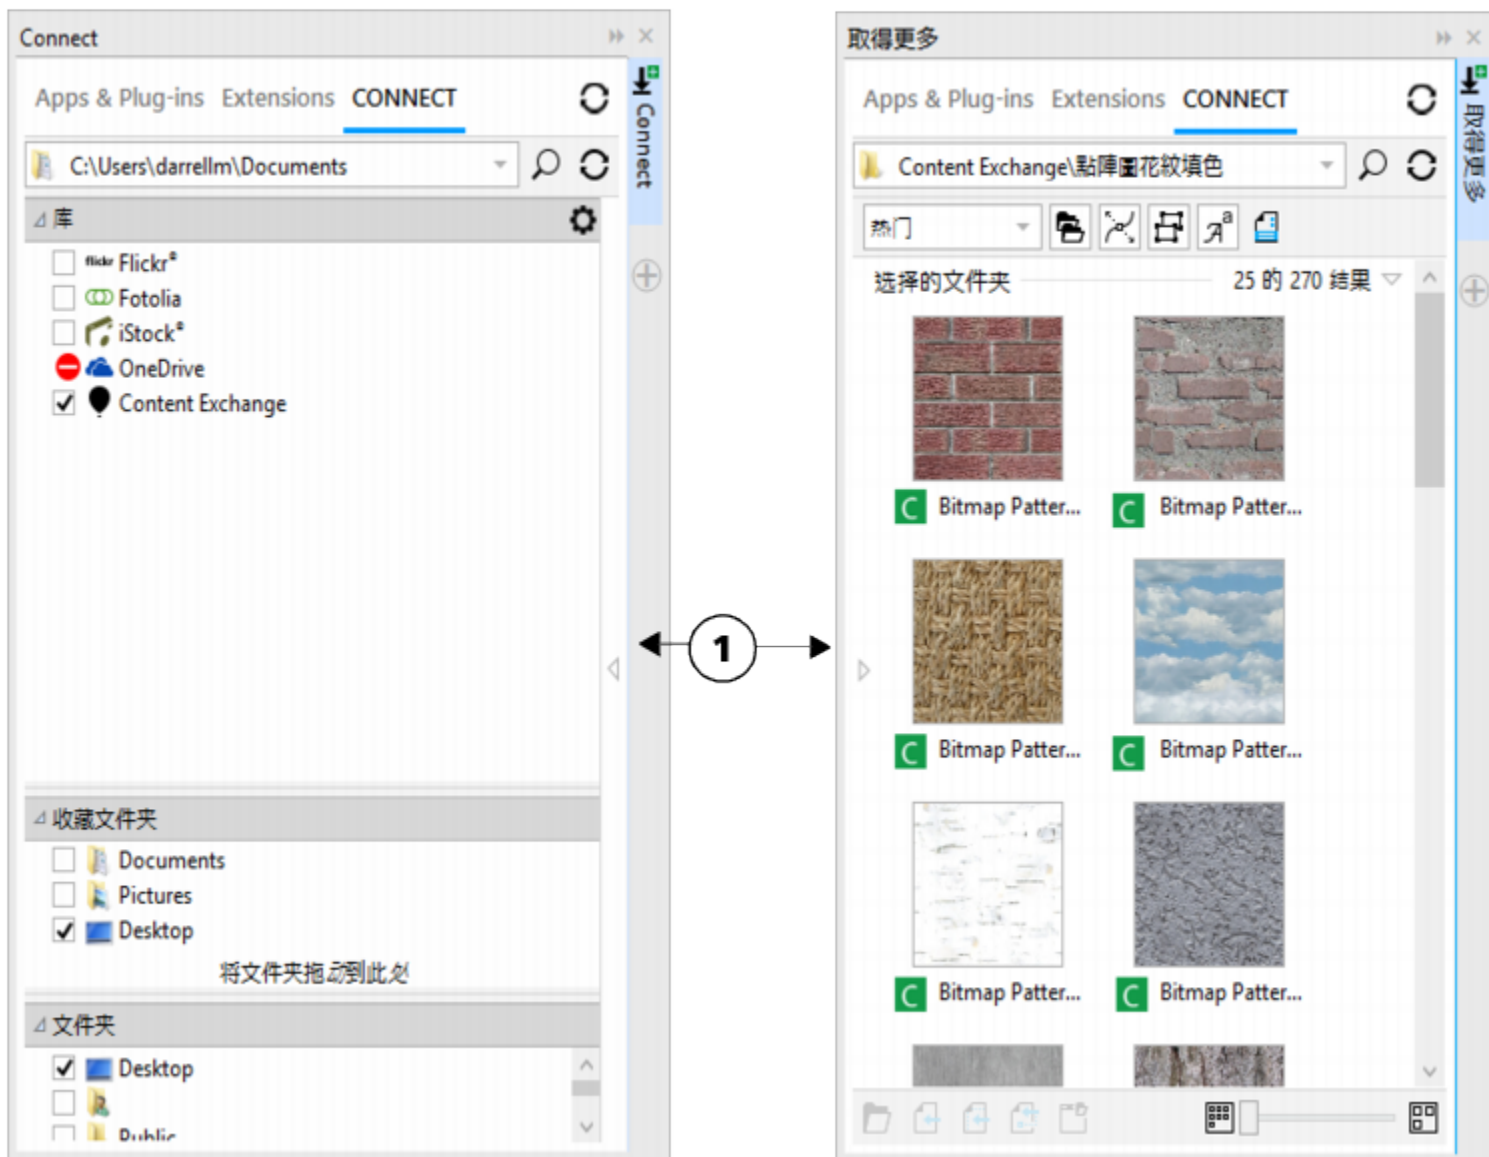 Connect
Apps & Plug-ins Extensions CONNECT
C:\Users\darrellm\Documents
Connect
库
flickr Flickr®
Fotolia
iStock®
OneDrive
Content Exchange
收藏文件夹
Documents
Pictures
Desktop
将文件夹拖动到此处
文件夹
Desktop
Public
1
取得更多
Apps & Plug-ins Extensions CONNECT
Content Exchange\點陣圖花紋填色
取得更多
热门
选择的文件夹 25 的 270 结果
C Bitmap Patter... C Bitmap Patter...
C Bitmap Patter... C Bitmap Patter...
C Bitmap Patter... C Bitmap Patter...